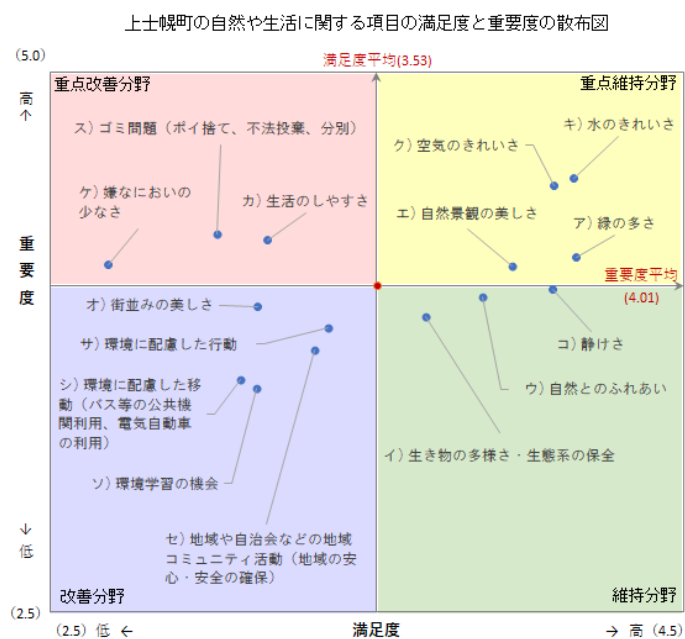 上士幌町の自然や生活に関する項目の満足度と重要度の散布図
(5.0)
満足度平均(3.53)
重点改善分野
重点維持分野
高
↑
ス）ゴミ問題（ポイ捨て、不法投棄、分別）
キ）水のきれいさ
ク）空気のきれいさ
ケ）嫌なにおいの
少なさ
カ）生活のしやすさ
エ）自然景観の美しさ
ア）緑の多さ
重
要
度
重要度平均
(4.01)
オ）街並みの美しさ
サ）環境に配慮した行動
コ）静けさ
シ）環境に配慮した移
動（バス等の公共機
関利用、電気自動車
の利用）
ウ）自然とのふれあい
イ）生き物の多様さ・生態系の保全
ソ）環境学習の機会
セ）地域や自治会などの地域
コミュニティ活動（地域の安
心・安全の確保）
↓
低
改善分野
維持分野
(2.5)
(2.5) 低 ←
満足度
→ 高 (4.5)